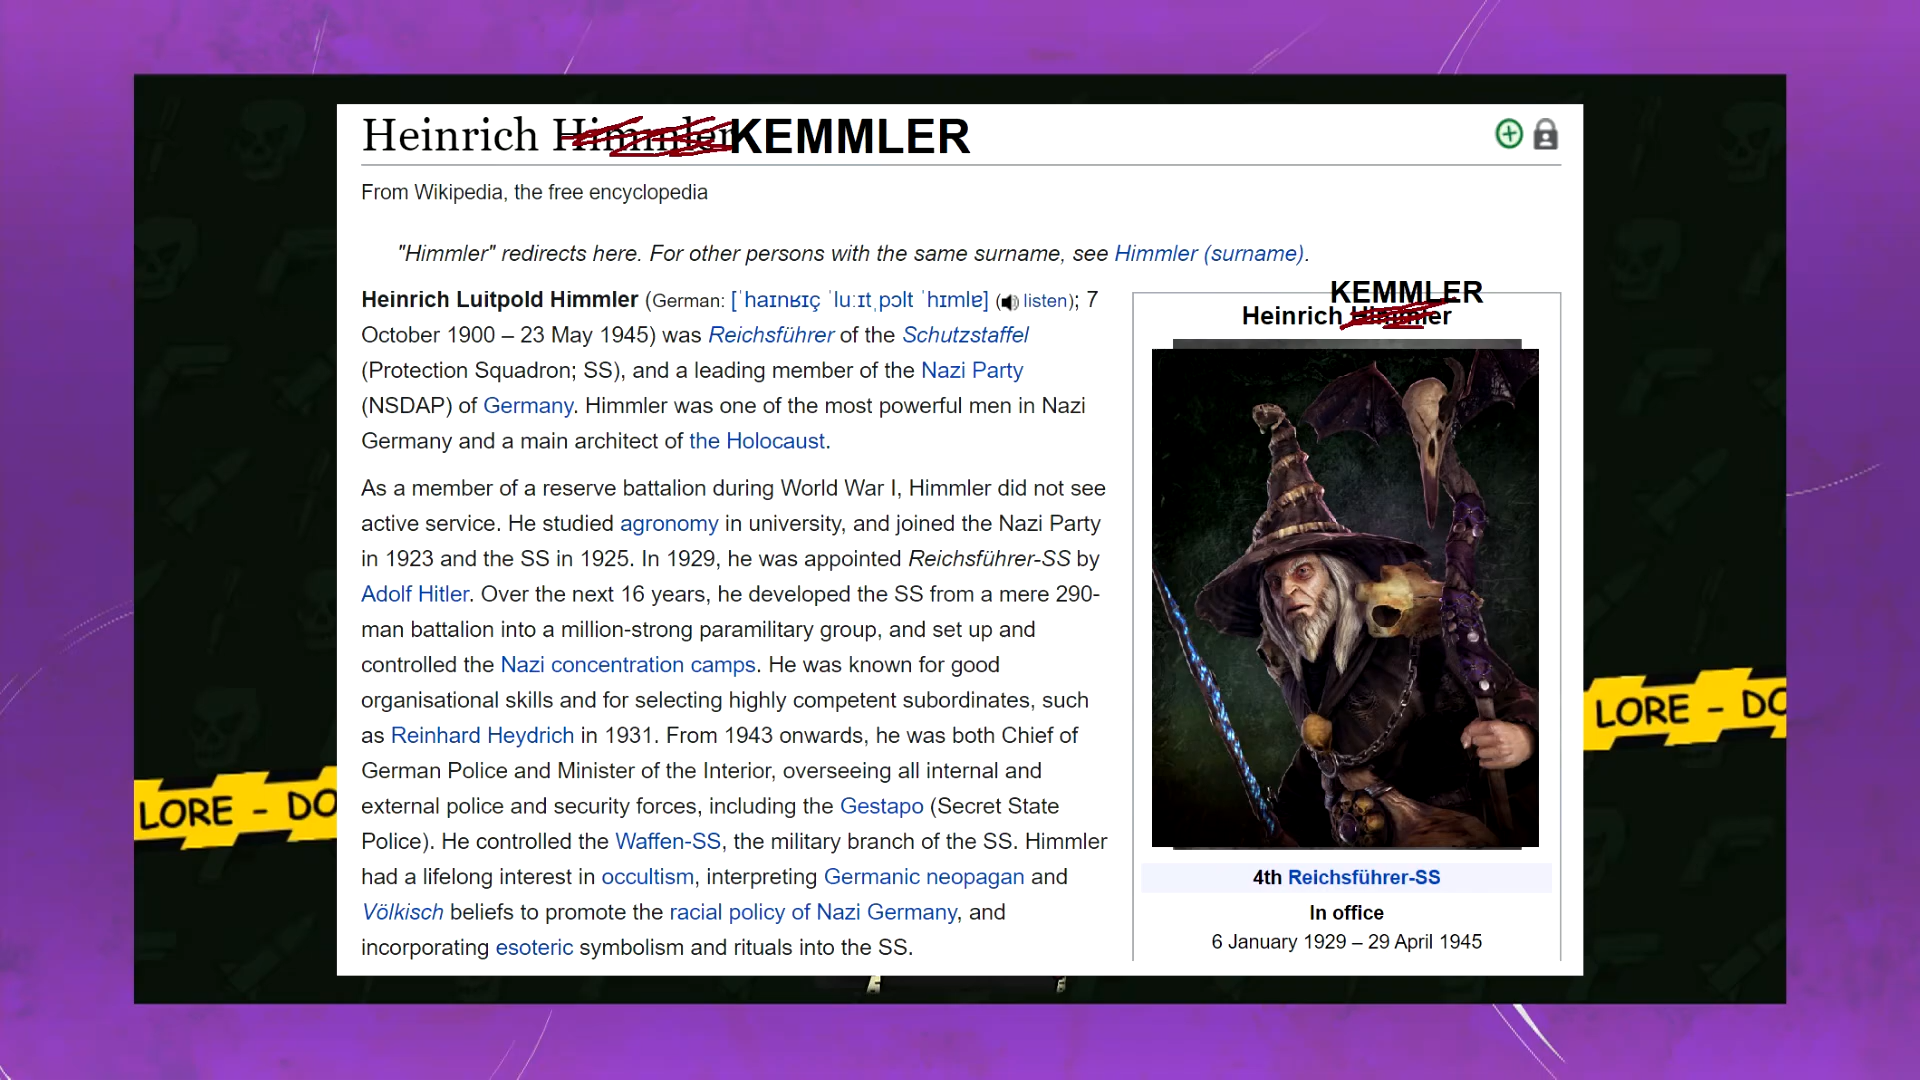 Heinrich Himmler KEMMLER
From Wikipedia, the free encyclopedia
"Himmler" redirects here. For other persons with the same surname, see Himmler (surname).
Heinrich Luitpold Himmler (German: [ˈhaɪnʁɪç ˈluːɪtˌpɔlt ˈhɪmlɐ] (listen); 7
October 1900 – 23 May 1945) was Reichsführer of the Schutzstaffel
(Protection Squadron; SS), and a leading member of the Nazi Party
(NSDAP) of Germany. Himmler was one of the most powerful men in Nazi
Germany and a main architect of the Holocaust.
As a member of a reserve battalion during World War I, Himmler did not see
active service. He studied agronomy in university, and joined the Nazi Party
in 1923 and the SS in 1925. In 1929, he was appointed Reichsführer-SS by
Adolf Hitler. Over the next 16 years, he developed the SS from a mere 290-
man battalion into a million-strong paramilitary group, and set up and
controlled the Nazi concentration camps. He was known for good
organisational skills and for selecting highly competent subordinates, such
as Reinhard Heydrich in 1931. From 1943 onwards, he was both Chief of
German Police and Minister of the Interior, overseeing all internal and
external police and security forces, including the Gestapo (Secret State
Police). He controlled the Waffen-SS, the military branch of the SS. Himmler
had a lifelong interest in occultism, interpreting Germanic neopagan and
Völkisch beliefs to promote the racial policy of Nazi Germany, and
incorporating esoteric symbolism and rituals into the SS.
KEMMLER
Heinrich Himmler
4th Reichsführer-SS
In office
6 January 1929 – 29 April 1945
LORE - DO
LORE - DO